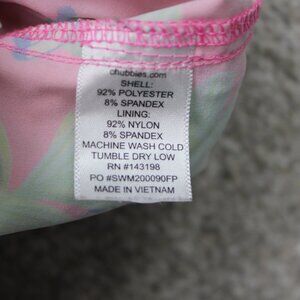 chubbies.com
SHELL:
92% POLYESTER
8% SPANDEX
LINING:
92% NYLON
8% SPANDEX
MACHINE WASH COLD
TUMBLE DRY LOW
RN #143198
PO #SWM200090FP
MADE IN VIETNAM